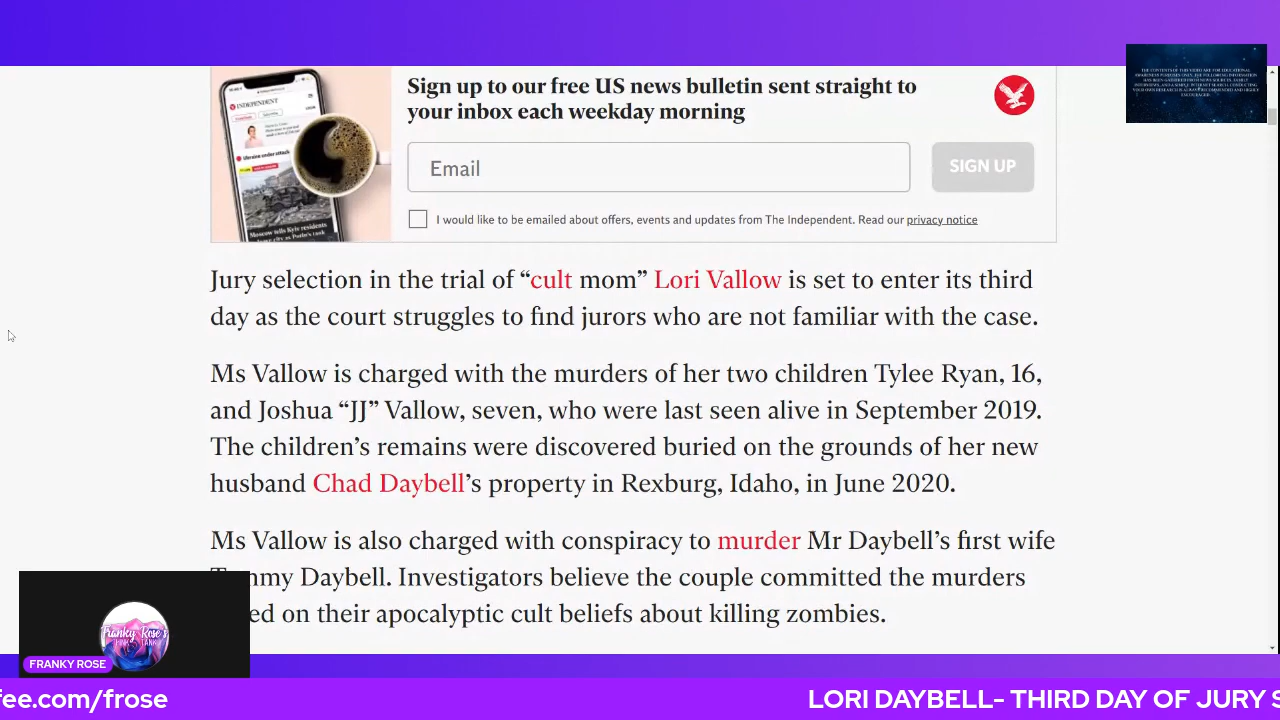 Sign up to our free US news bulletin sent straight to
your inbox each weekday morning
INDEPENDENT
Email
SIGN UP
I would like to be emailed about offers, events and updates from The Independent. Read our privacy notice
Jury selection in the trial of “cult mom” Lori Vallow is set to enter its third
day as the court struggles to find jurors who are not familiar with the case.
Ms Vallow is charged with the murders of her two children Tylee Ryan, 16,
and Joshua “JJ” Vallow, seven, who were last seen alive in September 2019.
The children’s remains were discovered buried on the grounds of her new
husband Chad Daybell’s property in Rexburg, Idaho, in June 2020.
Ms Vallow is also charged with conspiracy to murder Mr Daybell’s first wife
mmy Daybell. Investigators believe the couple committed the murders
ed on their apocalyptic cult beliefs about killing zombies.
Franky Rose's
FRANKY ROSE
fee.com/frose
LORI DAYBELL- THIRD DAY OF JURY S